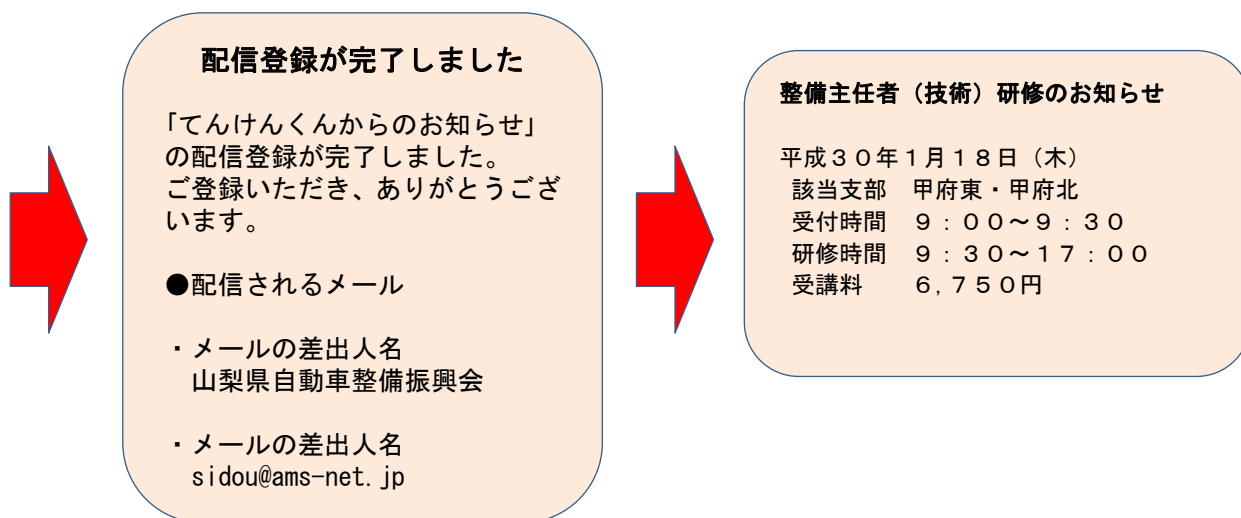 配信登録が完了しました
「てんけんくんからのお知らせ」
の配信登録が完了しました。
ご登録いただき、ありがとうござ
います。
●配信されるメール
・メールの差出人名
山梨県自動車整備振興会
・メールの差出人名
sidou@ams-net.jp
整備主任者（技術）研修のお知らせ
平成３０年１月１８日（木）
該当支部　甲府東・甲府北
受付時間　９：００～９：３０
研修時間　９：３０～１７：００
受講料　　６，７５０円